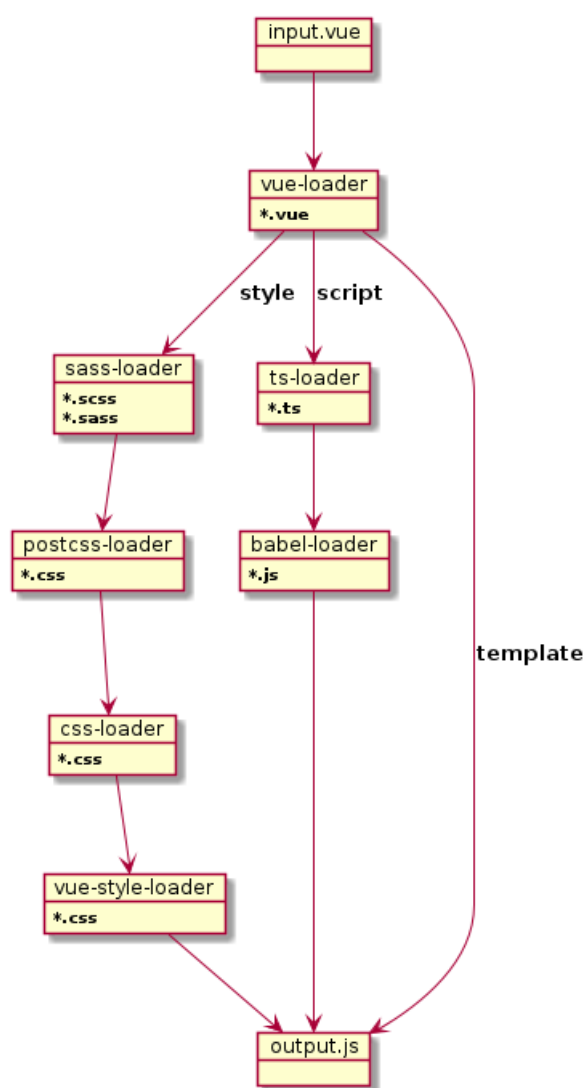 input.vue
vue-loader
*.vue
style
script
sass-loader
*.scss
*.sass
ts-loader
*.ts
postcss-loader
*.css
babel-loader
*.js
template
css-loader
*.css
vue-style-loader
*.css
output.js